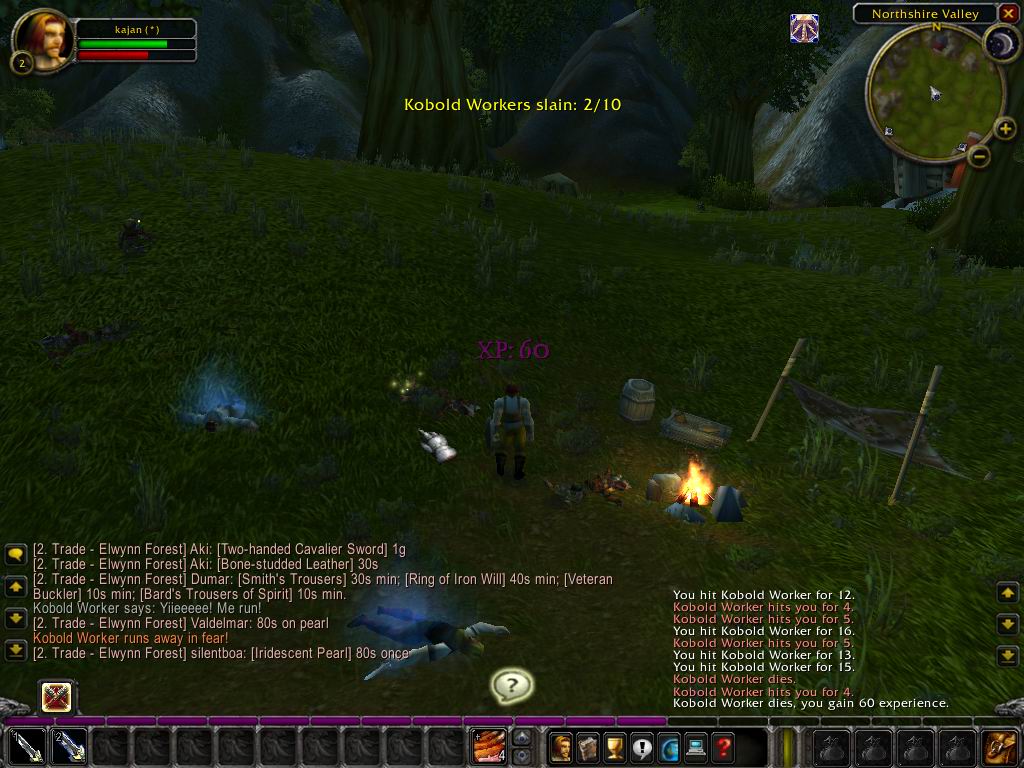 kajan (*)
2
Northshire Valley
N
Kobold Workers slain: 2/10
XP: 60
[2. Trade - Elwynn Forest] Aki: [Two-handed Cavalier Sword] 1g
[2. Trade - Elwynn Forest] Aki: [Bone-studded Leather] 30s
[2. Trade - Elwynn Forest] Dumar: [Smith's Trousers] 30s min; [Ring of Iron Will] 40s min; [Veteran
Buckler] 10s min; [Bard's Trousers of Spirit] 10s min.
Kobold Worker says: Yiieeeee! Me run!
[2. Trade - Elwynn Forest] Valdelmar: 80s on pearl
Kobold Worker runs away in fear!
[2. Trade - Elwynn Forest] silentboa: [Iridescent Pearl] 80s once
You hit Kobold Worker for 12.
Kobold Worker hits you for 4.
Kobold Worker hits you for 5.
You hit Kobold Worker for 16.
Kobold Worker hits you for 5.
You hit Kobold Worker for 13.
You hit Kobold Worker for 15.
Kobold Worker dies.
Kobold Worker hits you for 4.
Kobold Worker dies, you gain 60 experience.
?
1
2
4
!
?